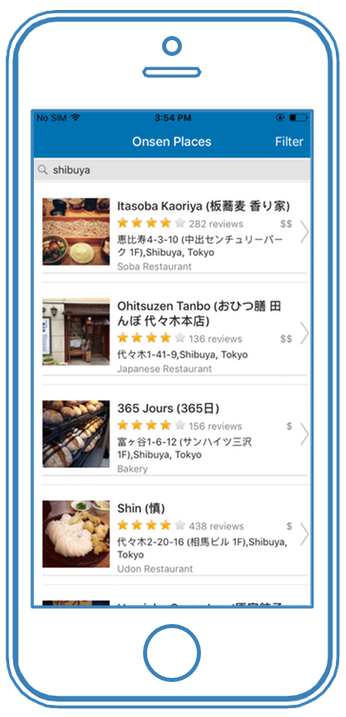 No SIM 3:54 PM
Onsen Places Filter
shibuya
Itasoba Kaoriya (板蕎麦 香り家)
282 reviews $$
恵比寿4-3-10 (中出センチュリーパー
ク 1F),Shibuya, Tokyo
Soba Restaurant
Ohitsuzen Tanbo (おひつ膳 田
んぼ 代々木本店)
136 reviews $$
代々木1-41-9,Shibuya, Tokyo
Japanese Restaurant
365 Jours (365日)
156 reviews $
富ヶ谷1-6-12 (サンハイツ三沢
1F),Shibuya, Tokyo
Bakery
Shin (慎)
438 reviews $
代々木2-20-16 (相馬ビル 1F),Shibuya,
Tokyo
Udon Restaurant